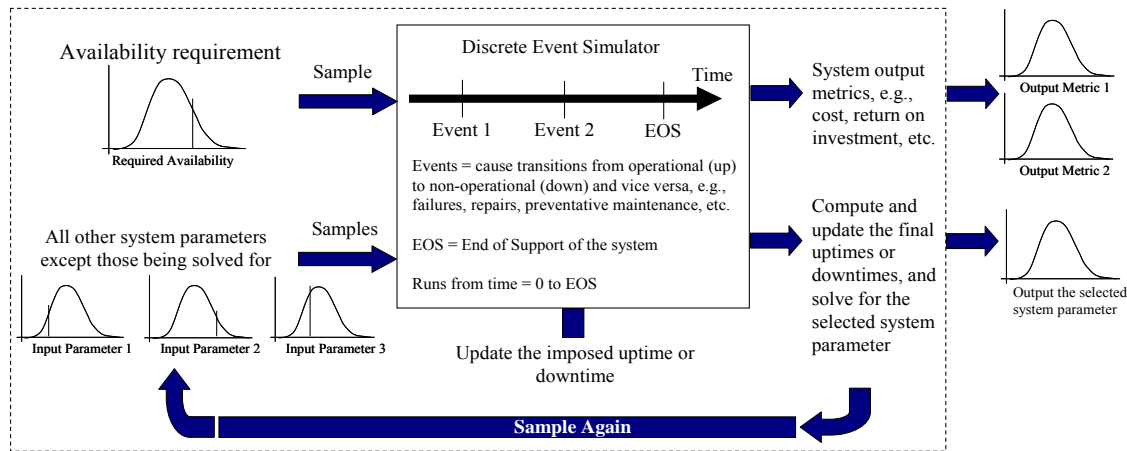 Availability requirement
Required Availability
Sample
All other system parameters
except those being solved for
Input Parameter 1
Input Parameter 2
Input Parameter 3
Samples
Discrete Event Simulator
Time
Event 1
Event 2
EOS
Events = cause transitions from operational (up)
to non-operational (down) and vice versa, e.g.,
failures, repairs, preventative maintenance, etc.
EOS = End of Support of the system
Runs from time = 0 to EOS
Update the imposed uptime or
downtime
System output
metrics, e.g.,
cost, return on
investment, etc.
Compute and
update the final
uptimes or
downtimes, and
solve for the
selected system
parameter
Output Metric 1
Output Metric 2
Output the selected
system parameter
Sample Again